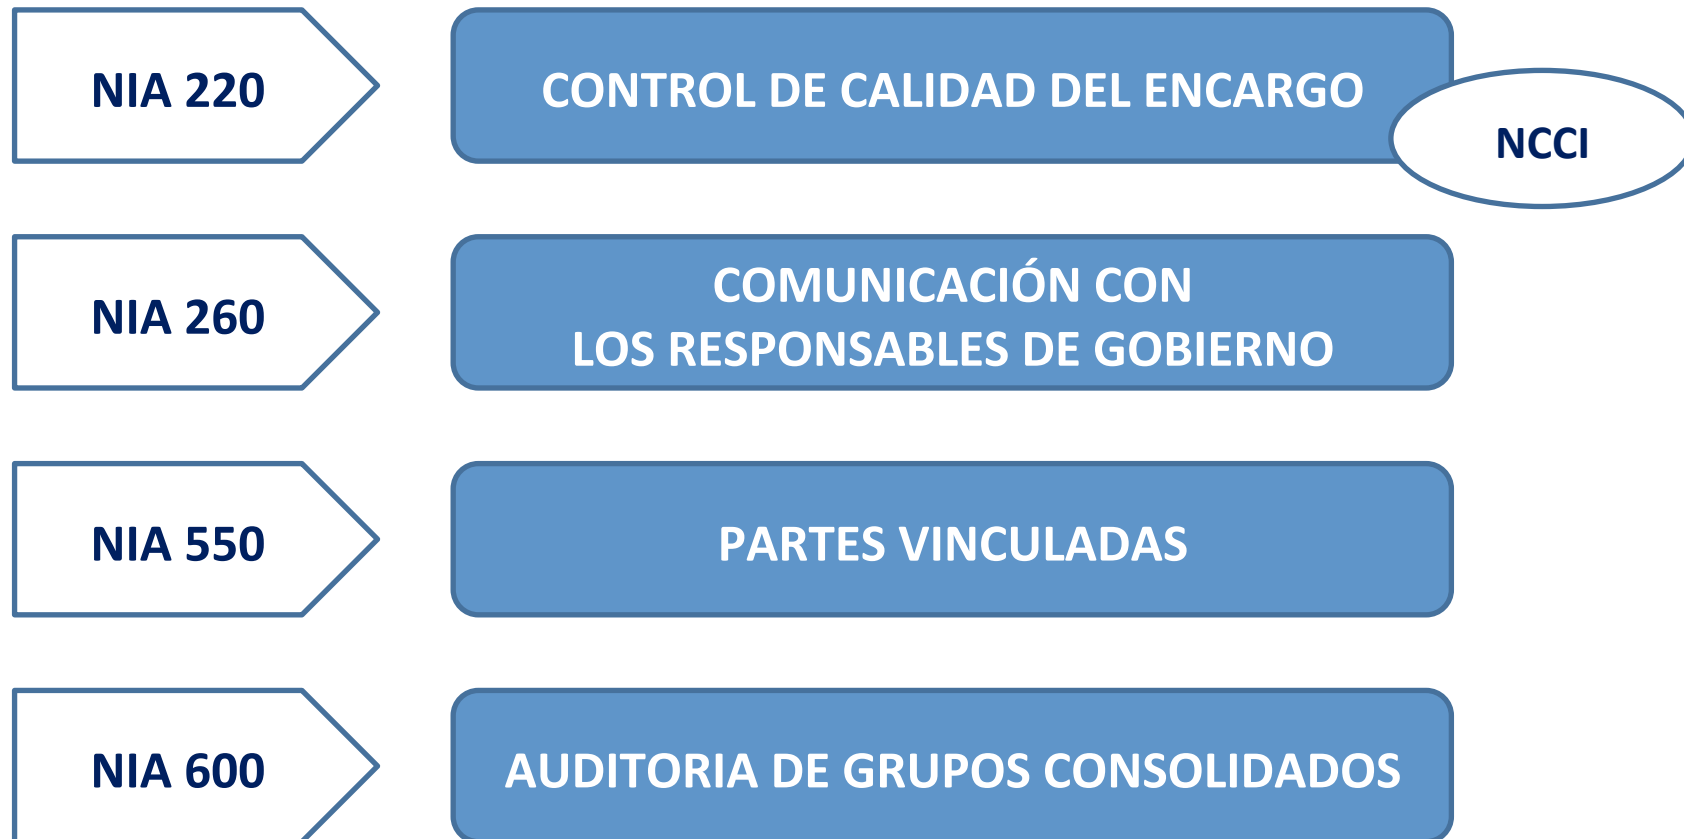 NIA 220
CONTROL DE CALIDAD DEL ENCARGO
NCCI
NIA 260
COMUNICACIÓN CON
LOS RESPONSABLES DE GOBIERNO
NIA 550
PARTES VINCULADAS
NIA 600
AUDITORIA DE GRUPOS CONSOLIDADOS